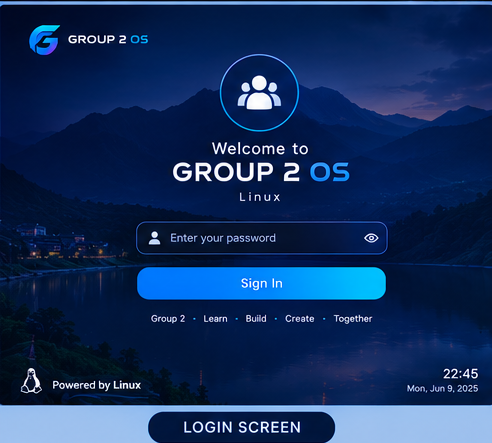 GROUP 2 OS
Welcome to
GROUP 2 OS
Linux
Enter your password
Sign In
Group 2 • Learn • Build • Create • Together
Powered by Linux
22:45
Mon, Jun 9, 2025
LOGIN SCREEN